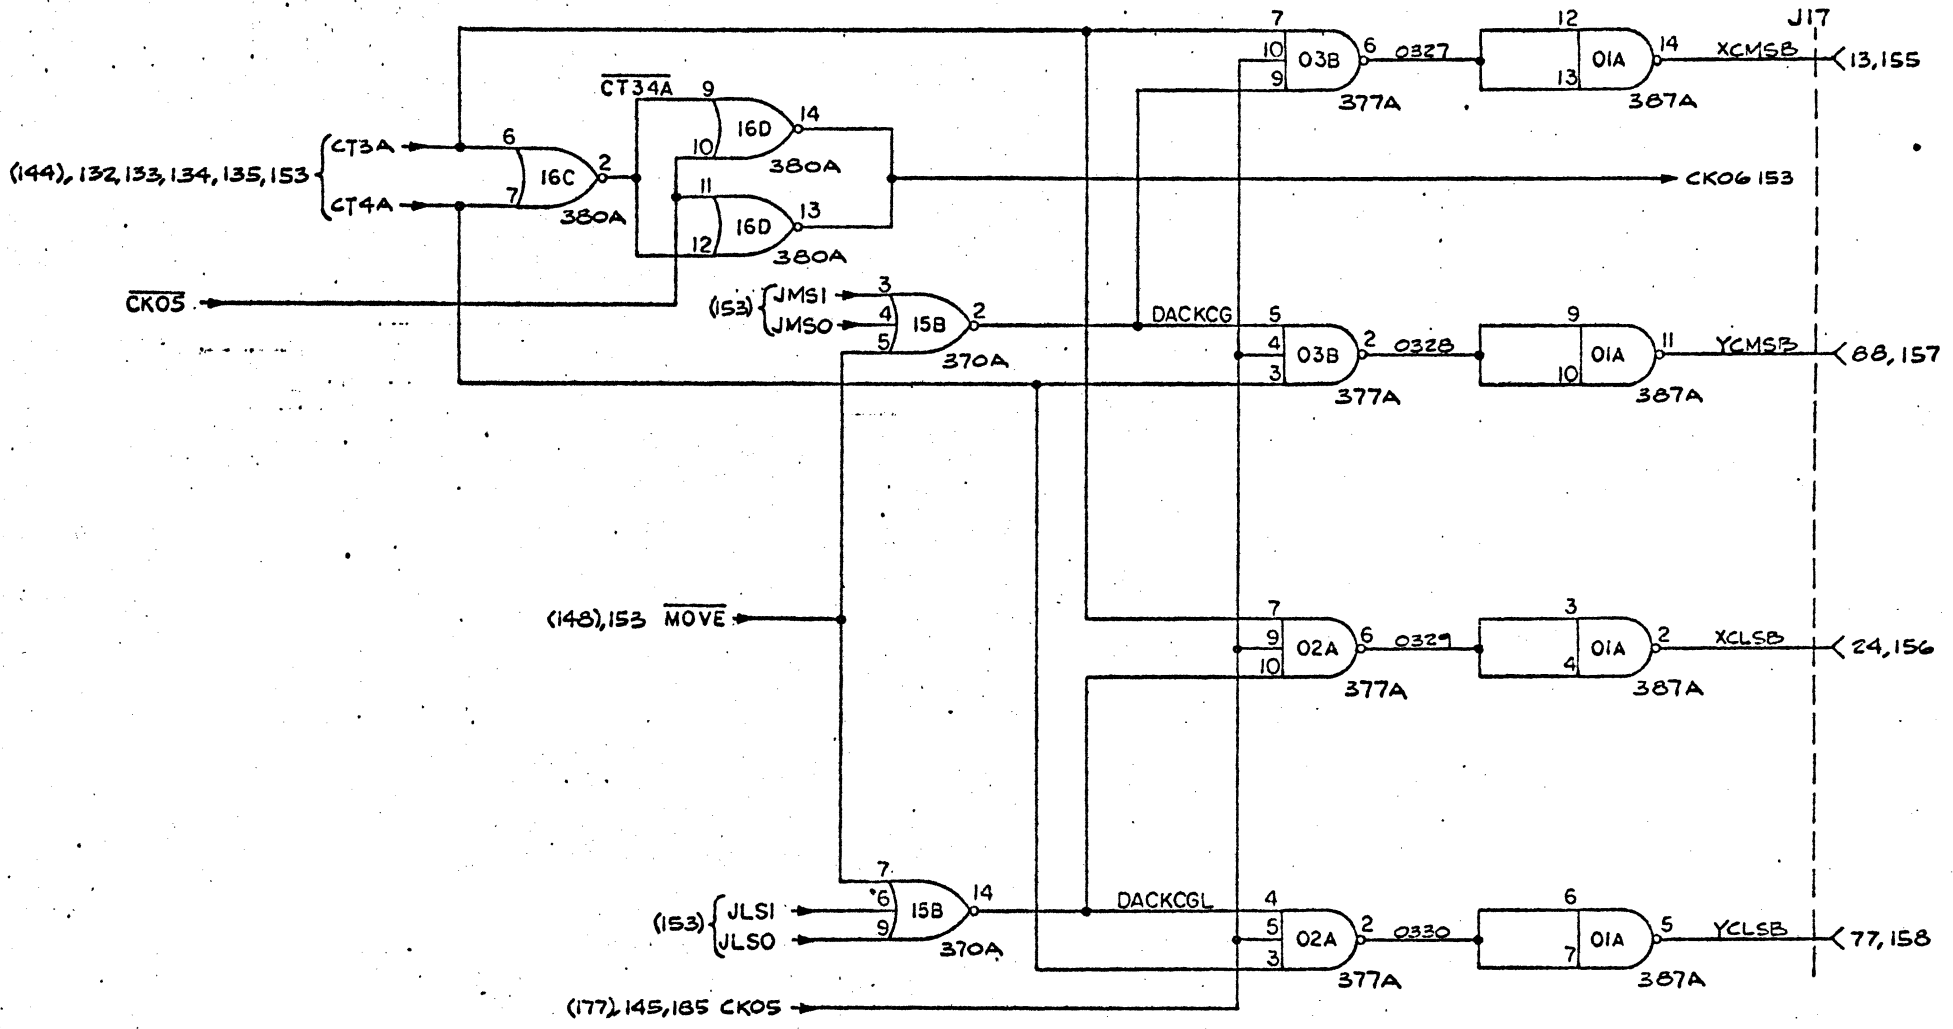 J17
7
12
10
03B
6
0327
01A
14
XCMSB
13,155
9
13
377A
387A
CT34A
9
14
16D
10
380A
(144),132,133,134,135,153
CT3A
6
16C
2
CT4A
7
380A
CK06 153
11
16D
13
12
380A
CK05
(153)
JMS1
3
JMS0
4
15B
2
5
370A
DACKCG
5
9
4
03B
2
0328
01A
11
YCMSB
88,157
3
10
377A
387A
(148),153 MOVE
7
3
9
02A
6
0329
01A
2
XCLSB
24,156
10
4
377A
387A
7
(153)
JLS1
6
15B
14
JLS0
9
370A
DACKCGL
4
6
5
02A
2
0330
01A
5
YCLSB
77,158
3
7
377A
387A
(177),145,185 CK05